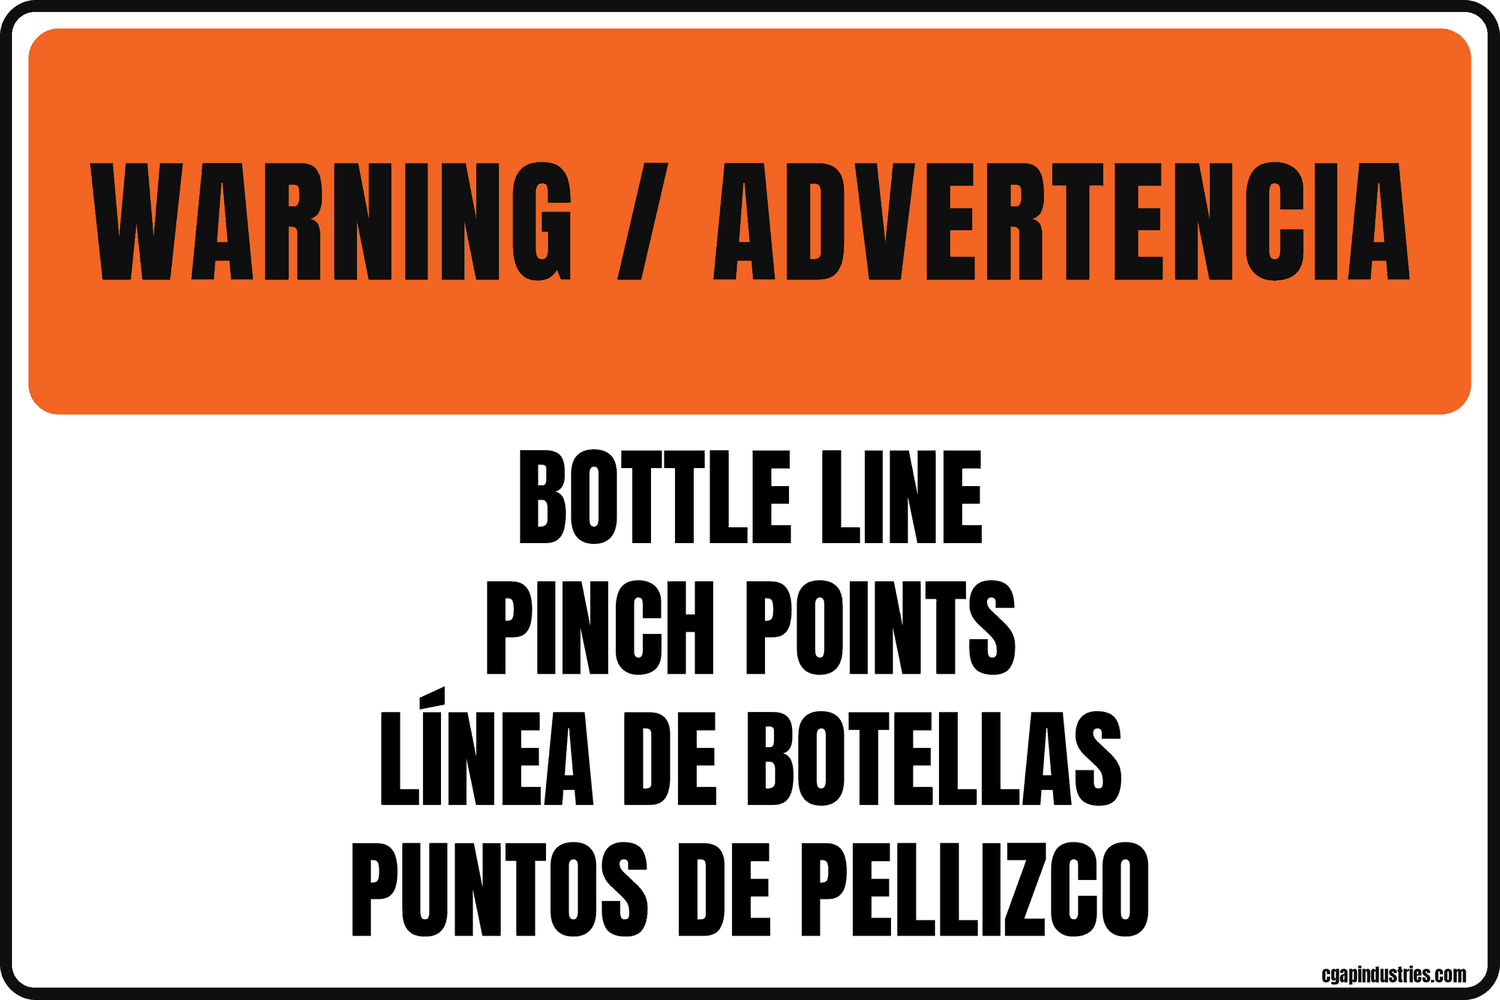 WARNING / ADVERTENCIA
BOTTLE LINE
PINCH POINTS
LÍNEA DE BOTELLAS
PUNTOS DE PELLIZCO
cgapindustries.com